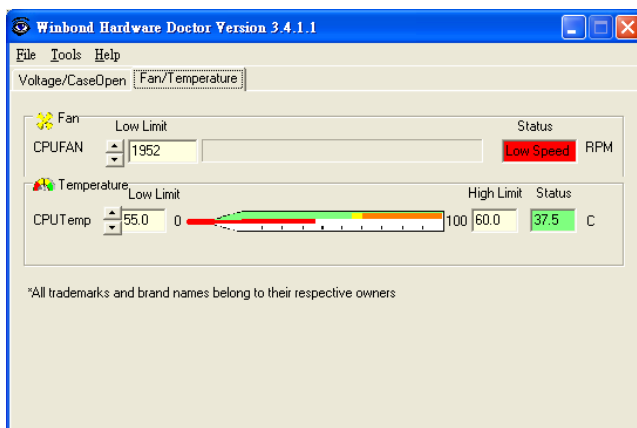 Winbond Hardware Doctor Version 3.4.1.1
File Tools Help
Voltage/CaseOpen Fan/Temperature
Fan
Low Limit Status
CPUFAN 1952 Low Speed RPM
Temperature
Low Limit High Limit Status
CPUTemp 55.0 0 100 60.0 37.5 C
*All trademarks and brand names belong to their respective owners